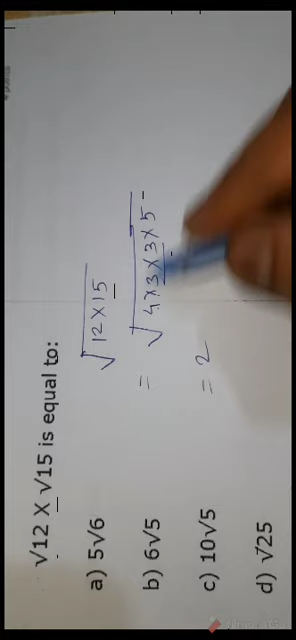 √12 X √15 is equal to:
a) 5√6
b) 6√5
c) 10√5
d) √25
√12 X 15
= √4 X 3 X 3 X 5
= 2